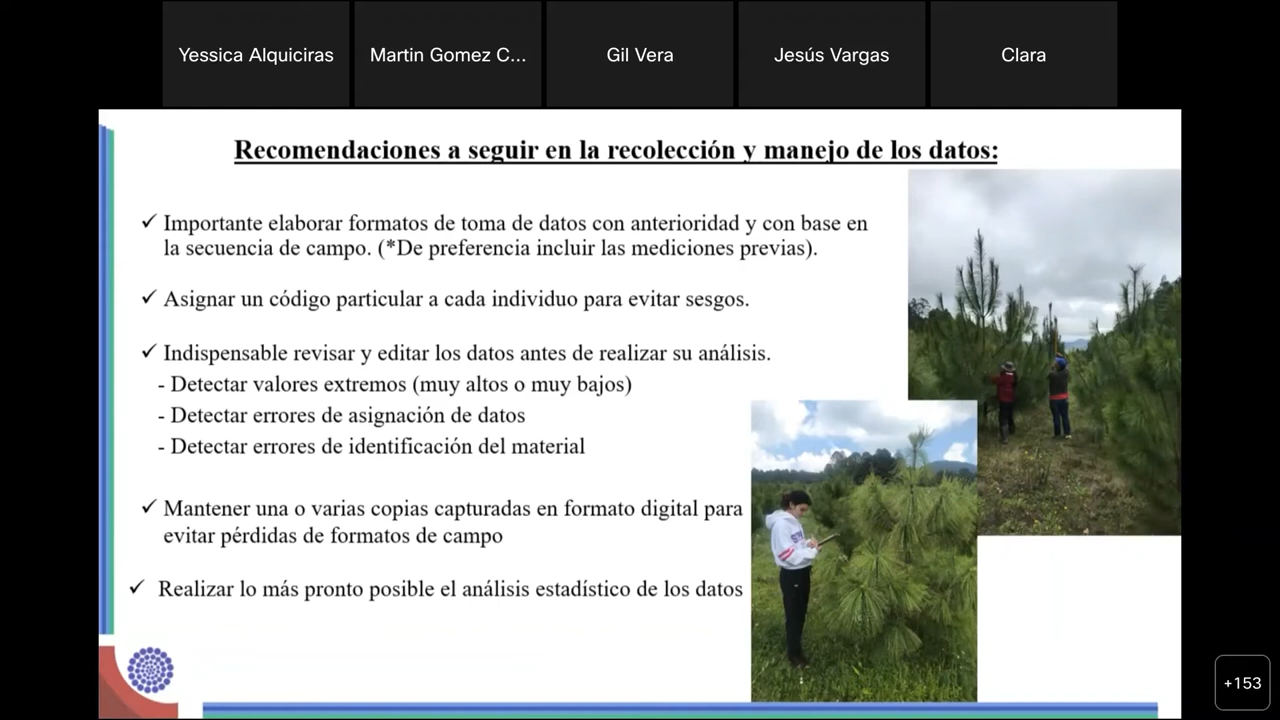 Yessica Alquiciras
Martin Gomez C...
Gil Vera
Jesús Vargas
Clara
Recomendaciones a seguir en la recolección y manejo de los datos:
✓ Importante elaborar formatos de toma de datos con anterioridad y con base en
la secuencia de campo. (*De preferencia incluir las mediciones previas).
✓ Asignar un código particular a cada individuo para evitar sesgos.
✓ Indispensable revisar y editar los datos antes de realizar su análisis.
- Detectar valores extremos (muy altos o muy bajos)
- Detectar errores de asignación de datos
- Detectar errores de identificación del material
✓ Mantener una o varias copias capturadas en formato digital para
evitar pérdidas de formatos de campo
✓ Realizar lo más pronto posible el análisis estadístico de los datos
+153